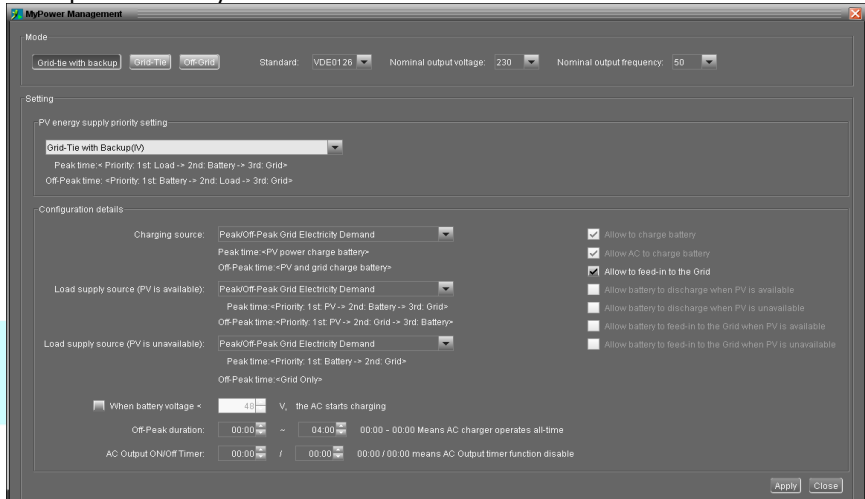 MyPower Management
Mode
Grid-tie with backup Grid-Tie Off-Grid Standard: VDE0126 Nominal output voltage: 230 Nominal output frequency: 50
Setting
PV energy supply priority setting
Grid-Tie with Backup(IV)
Peak time:< Priority: 1st: Load -> 2nd: Battery -> 3rd: Grid>
Off-Peak time: <Priority: 1st: Battery -> 2nd: Load -> 3rd: Grid>
Configuration details
Charging source: Peak/Off-Peak Grid Electricity Demand Allow to charge battery
Peak time:<PV power charge battery> Allow AC to charge battery
Off-Peak time:<PV and grid charge battery> Allow to feed-in to the Grid
Load supply source (PV is available): Peak/Off-Peak Grid Electricity Demand Allow battery to discharge when PV is available
Peak time:<Priority: 1st: PV-> 2nd: Battery -> 3rd: Grid> Allow battery to discharge when PV is unavailable
Off-Peak time:<Priority: 1st: PV -> 2nd: Grid -> 3rd: Battery> Allow battery to feed-in to the Grid when PV is available
Load supply source (PV is unavailable): Peak/Off-Peak Grid Electricity Demand Allow battery to feed-in to the Grid when PV is unavailable
Peak time:<Priority: 1st: Battery -> 2nd: Grid>
Off-Peak time:<Grid Only>
When battery voltage < 48 V, the AC starts charging
Off-Peak duration: 00:00 ~ 04:00 00:00 - 00:00 Means AC charger operates all-time
AC Output ON/Off Timer: 00:00 / 00:00 00:00 / 00:00 means AC Output timer function disable
Apply Close